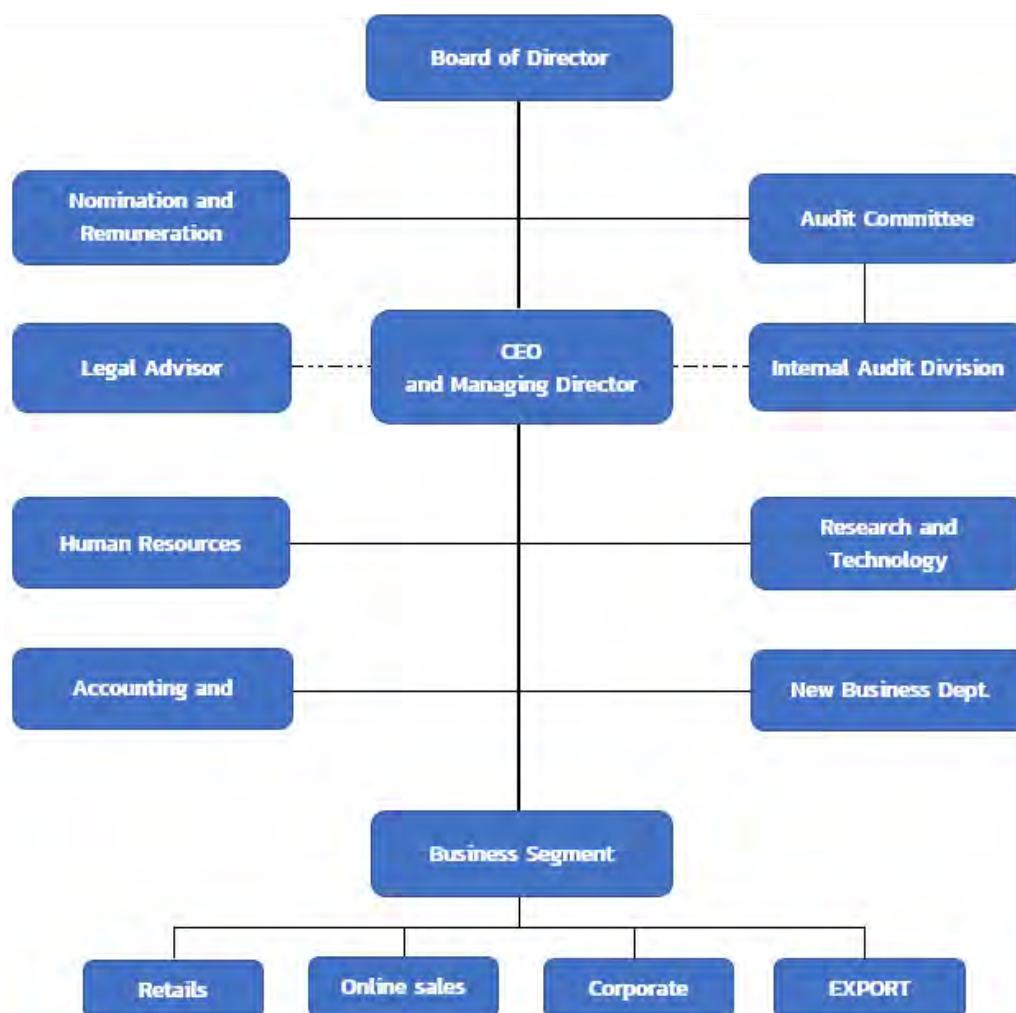 Board of Director
Nomination and
Remuneration
Audit Committee
Legal Advisor
CEO
and Managing Director
Internal Audit Division
Human Resources
Research and
Technology
Accounting and
New Business Dept.
Business Segment
Retails
Online sales
Corporate
EXPORT